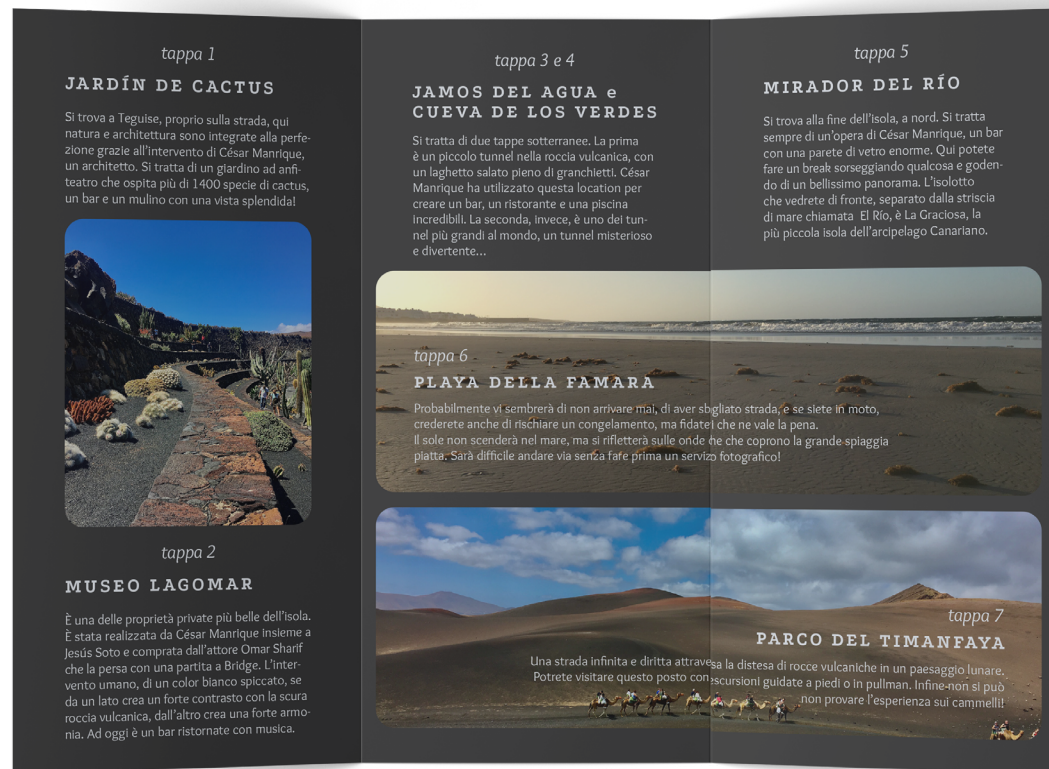 tappa 1
JARDÍN DE CACTUS
Si trova a Teguise, proprio sulla strada, qui
natura e architettura sono integrate alla perfe-
zione grazie all'intervento di César Manrique,
un architetto. Si tratta di un giardino ad anfi-
teatro che ospita più di 1400 specie di cactus,
un bar e un mulino con una vista splendida!
tappa 2
MUSEO LAGOMAR
È una delle proprietà private più belle dell'isola.
È stata realizzata da César Manrique insieme a
Jesús Soto e comprata dall'attore Omar Sharif
che la persa con una partita a Bridge. L'inter-
vento umano, di un color bianco spiccato, se
da un lato crea un forte contrasto con la scura
roccia vulcanica, dall'altro crea una forte armo-
nia. Ad oggi è un bar ristornate con musica.
tappa 3 e 4
JAMOS DEL AGUA e
CUEVA DE LOS VERDES
Si tratta di due tappe sotterranee. La prima
è un piccolo tunnel nella roccia vulcanica, con
un laghetto salato pieno di granchietti. César
Manrique ha utilizzato questa location per
creare un bar, un ristorante e una piscina
incredibili. La seconda, invece, è uno dei tun-
nel più grandi al mondo, un tunnel misterioso
e divertente...
tappa 5
MIRADOR DEL RÍO
Si trova alla fine dell'isola, a nord. Si tratta
sempre di un'opera di César Manrique, un bar
con una parete di vetro enorme. Qui potete
fare un break sorseggiando qualcosa e goden-
do di un bellissimo panorama. L'isolotto
che vedrete di fronte, separato dalla striscia
di mare chiamata El Río, è La Graciosa, la
più piccola isola dell'arcipelago Canariano.
tappa 6
PLAYA DELLA FAMARA
Probabilmente vi sembrerà di non arrivare mai, di aver sbgliato strada, e se siete in moto,
crederete anche di rischiare un congelamento, ma fidatei che ne vale la pena.
Il sole non scenderà nel mare, ma si rifletterà sulle onde he che coprono la grande spiaggia
piatta. Sarà difficile andare via senza fare prima un servizo fotografico!
tappa 7
PARCO DEL TIMANFAYA
Una strada infinita e diritta attravesa la distesa di rocce vulcaniche in un paesaggio lunare.
Potrete visitare questo posto con escursioni guidate a piedi o in pullman. Infine non si può
non provare l'esperienza sui cammelli!